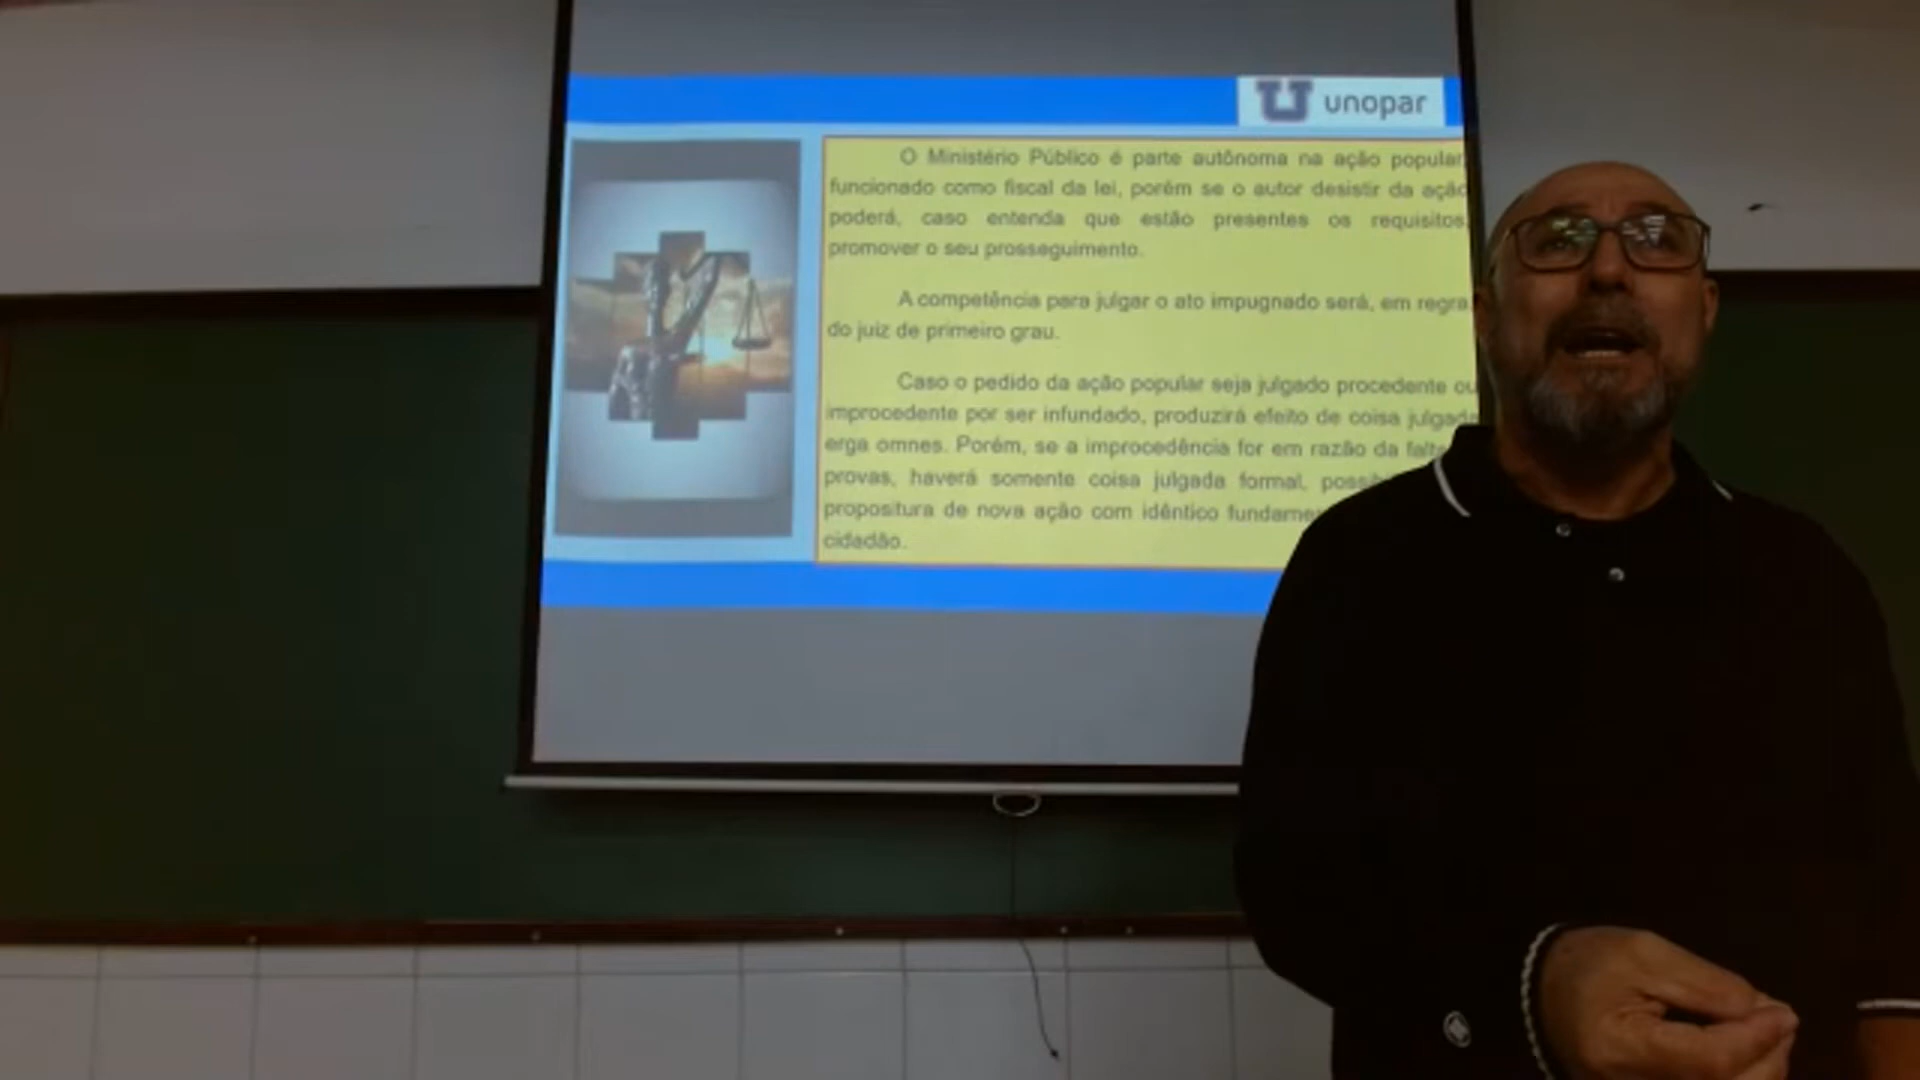 unopar
O Ministério Público é parte autônoma na ação popular
funcionado como fiscal da lei, porém se o autor desistir da ação
poderá, caso entenda que estão presentes os requisitos,
promover o seu prosseguimento.
A competência para julgar o ato impugnado será, em regra
do juiz de primeiro grau.
Caso o pedido da ação popular seja julgado procedente ou
improcedente por ser infundado, produzirá efeito de coisa julgada
erga omnes. Porém, se a improcedência for em razão da
provas, haverá somente coisa julgada formal,
propositura de nova ação com idêntico
cidadão.